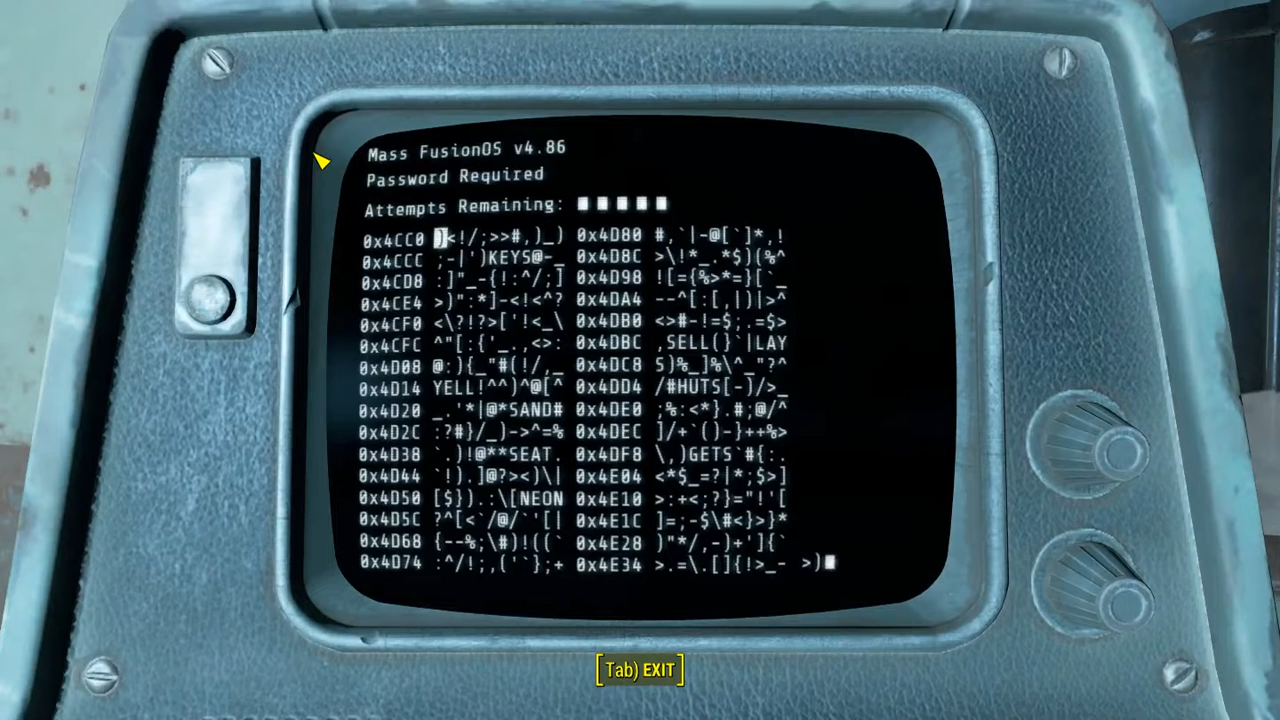 Mass FusionOS v4.86
Password Required
Attempts Remaining: ■ ■ ■ ■ ■
0x4CC0 )<!/;>>#,)_) 0x4D80 #,`|-@[`]*,!
0x4CCC ;-|')KEYS@-_ 0x4D8C >\!*_.*$)(%^
0x4CD8 :]"_-{!:^/;] 0x4D98 ![={%>*=}[`_
0x4CE4 >)":*]-<!<^? 0x4DA4 --^[:[,|)|>^
0x4CF0 <\?!?>['!<_\ 0x4DB0 <>#-!=$;.=$>
0x4CFC ^"[:{'_.,<>: 0x4DBC ,SELL(}`|LAY
0x4D08 @:){_"#(!/,_ 0x4DC8 S)%_]%\^_"?^
0x4D14 YELL!^^)^@[^ 0x4DD4 /#HUTS[-)/>_
0x4D20 _.'*|@*SAND# 0x4DE0 ;%:<*}.#;@/^
0x4D2C :?#}/_)->^=% 0x4DEC ]/+`()-}++%>
0x4D38 `.)!@**SEAT. 0x4DF8 \,)GETS`#{:.
0x4D44 `!).]@?><)\| 0x4E04 <*$_=?|*;$>]
0x4D50 [$}).:\[NEON 0x4E10 >:+<;?}="!'[
0x4D5C ?^[<`/@/`'[| 0x4E1C ]=;-$\#<}>}*
0x4D68 {--%;\#)!((` 0x4E28 )"*/,-)+']{`
0x4D74 :^/!;,('`};+ 0x4E34 >.=\.[]{!>_- >)■
[Tab) EXIT]